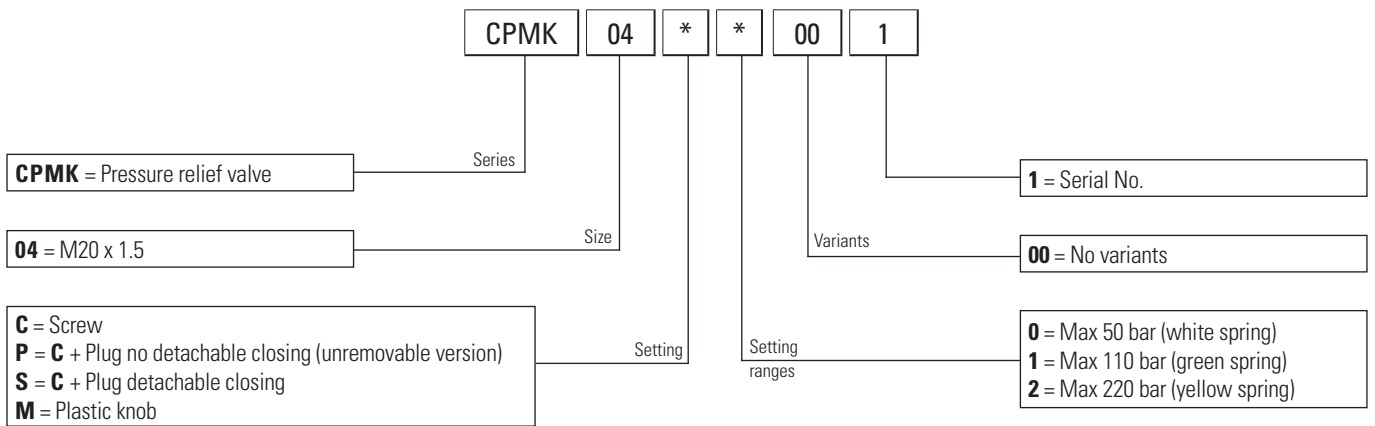 CPMK 04 * * 00 1
Series
CPMK = Pressure relief valve
1 = Serial No.
Size
04 = M20 x 1.5
Variants
00 = No variants
Setting
C = Screw
P = C + Plug no detachable closing (unremovable version)
S = C + Plug detachable closing
M = Plastic knob
Setting
ranges
0 = Max 50 bar (white spring)
1 = Max 110 bar (green spring)
2 = Max 220 bar (yellow spring)